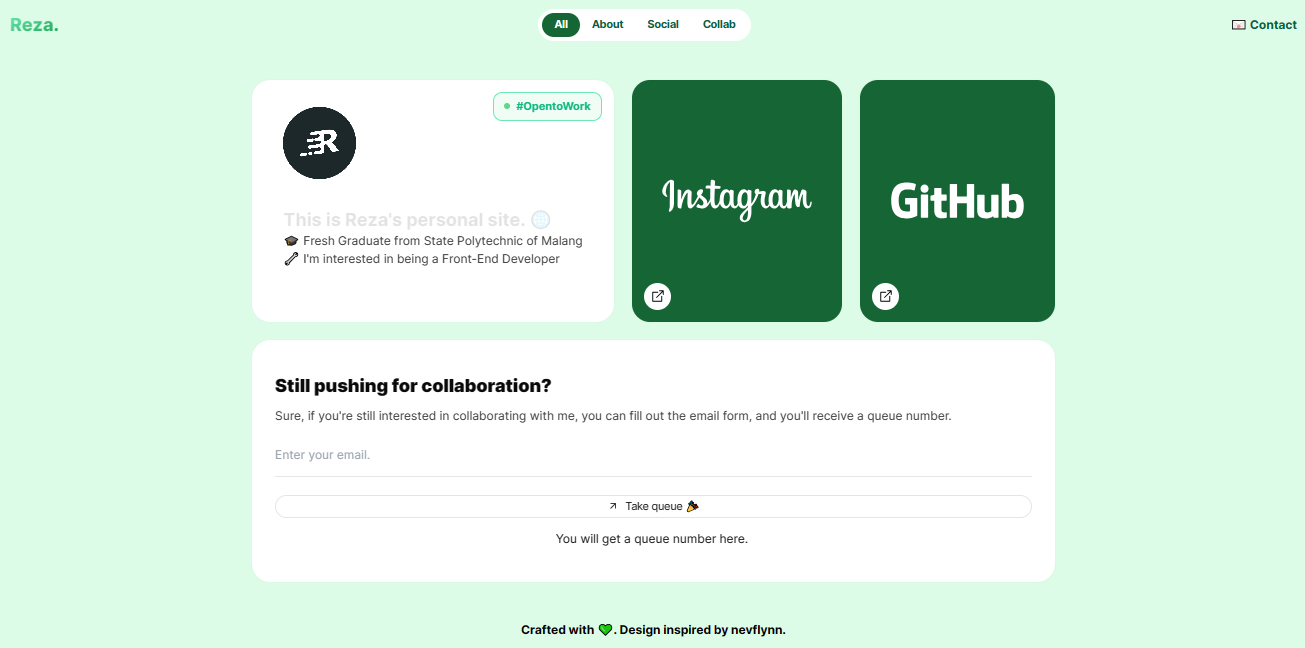 Reza.
All
About
Social
Collab
Contact
#OpentoWork
R
This is Reza's personal site.
Fresh Graduate from State Polytechnic of Malang
I'm interested in being a Front-End Developer
Instagram
GitHub
Still pushing for collaboration?
Sure, if you're still interested in collaborating with me, you can fill out the email form, and you'll receive a queue number.
Enter your email.
Take queue
You will get a queue number here.
Crafted with 💚. Design inspired by nevflynn.